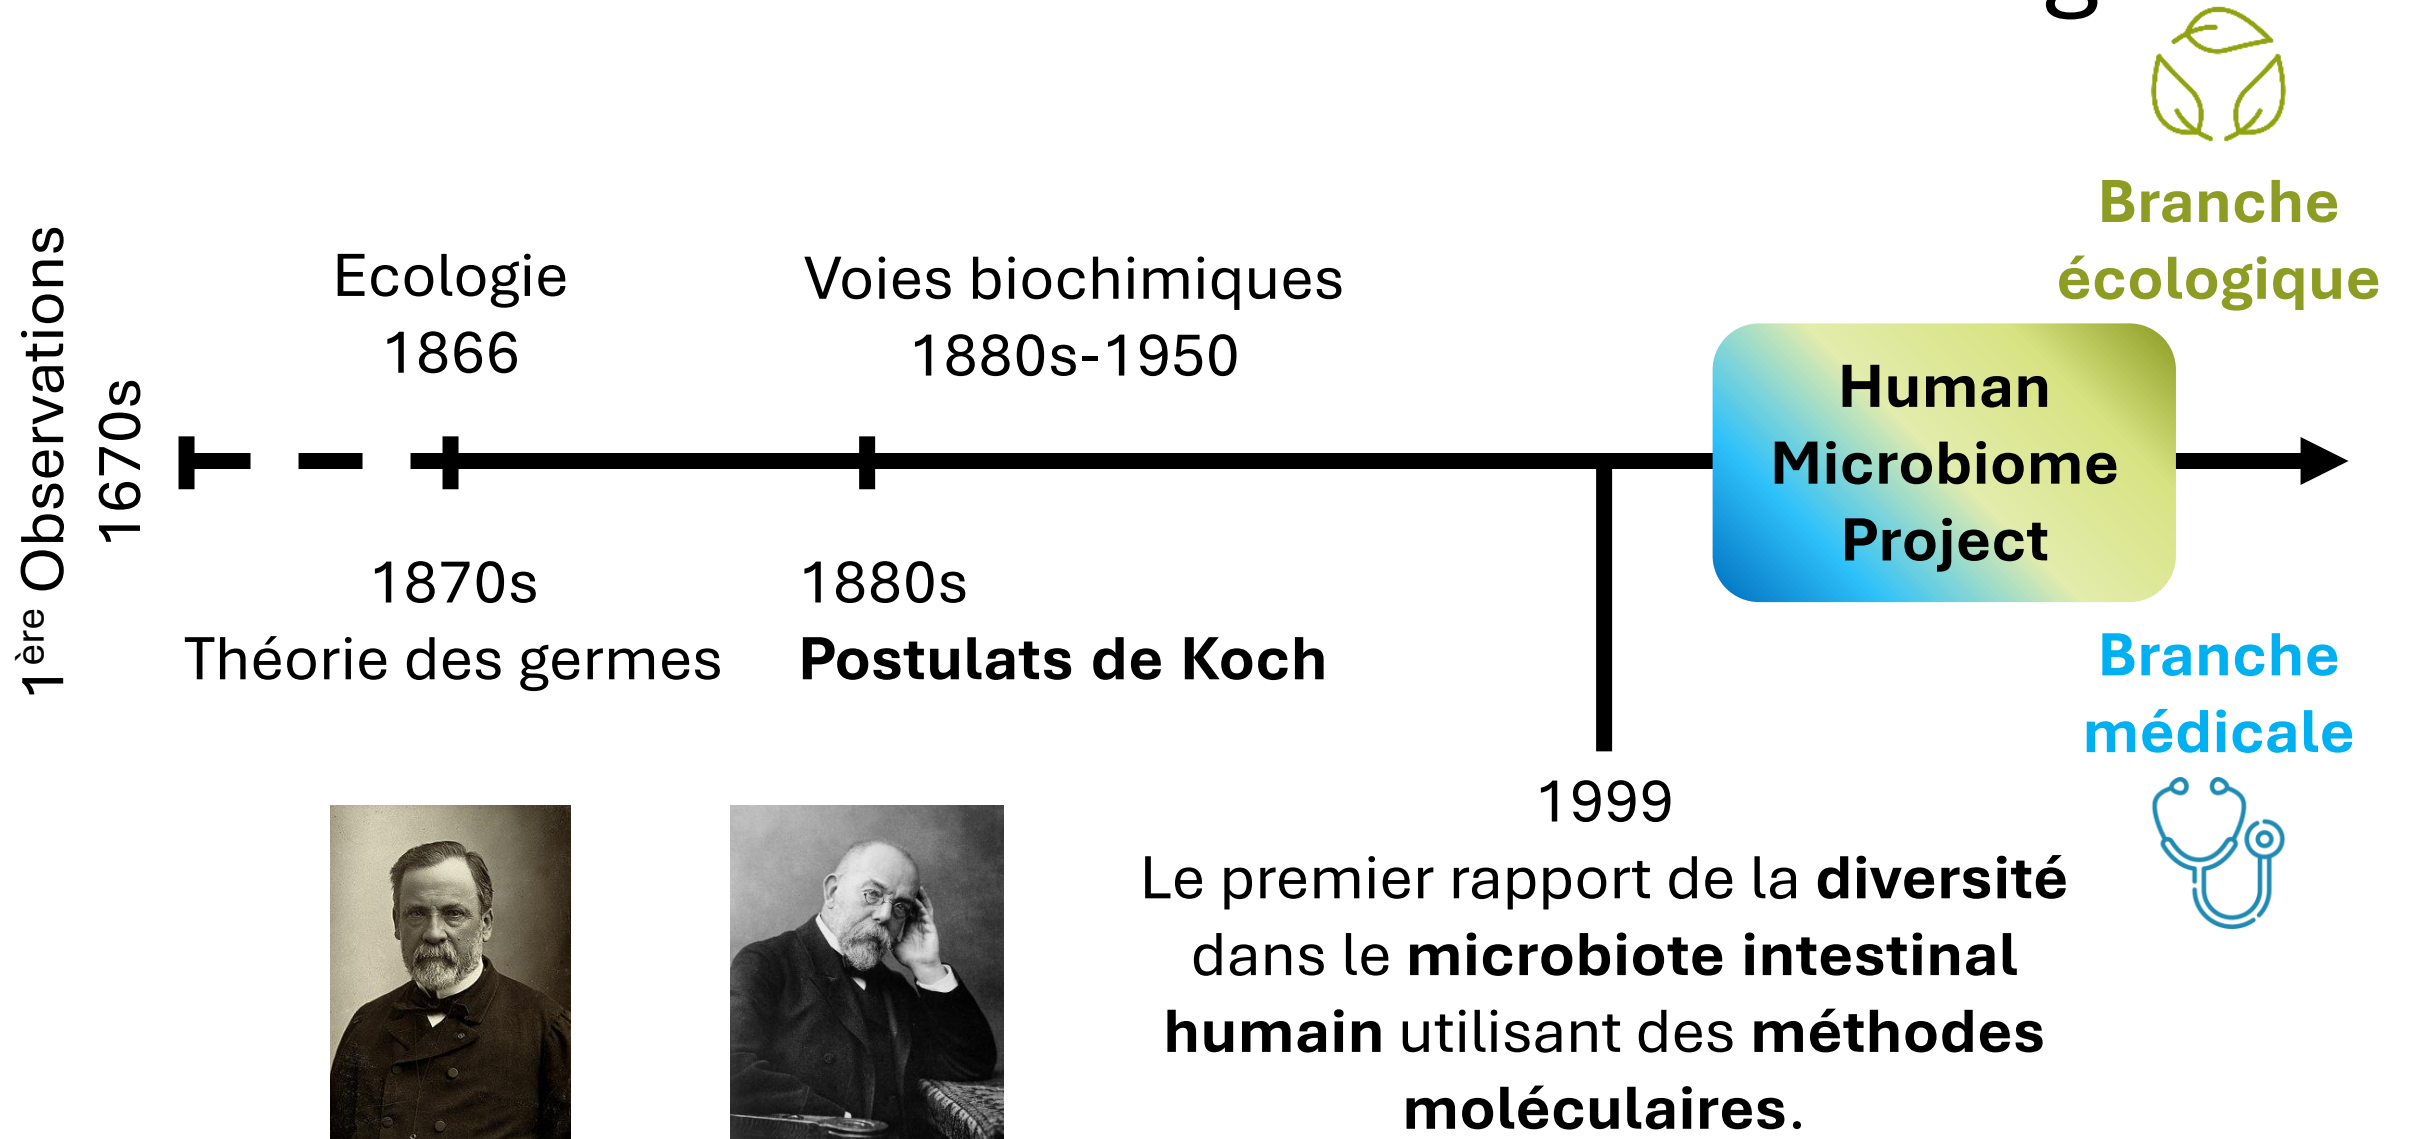 1ère Observations
1670s
Ecologie
1866
Voies biochimiques
1880s-1950
1870s
Théorie des germes
1880s
Postulats de Koch
Human
Microbiome
Project
Branche
écologique
Branche
médicale
1999
Le premier rapport de la diversité
dans le microbiote intestinal
humain utilisant des méthodes
moléculaires.